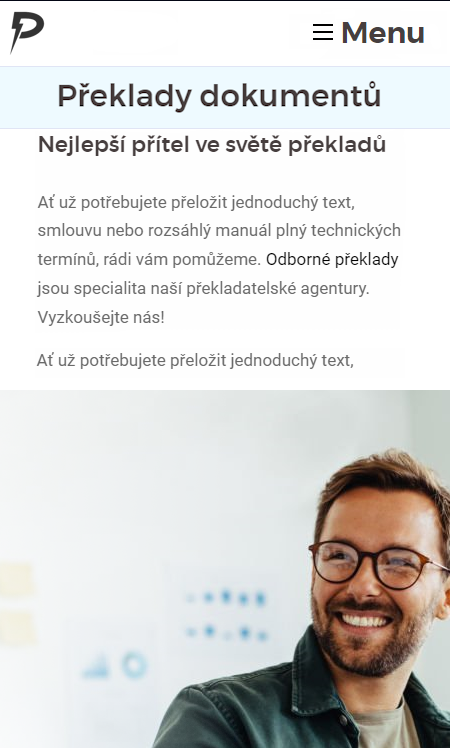 Menu
Překlady dokumentů
Nejlepší přítel ve světě překladů
Ať už potřebujete přeložit jednoduchý text,
smlouvu nebo rozsáhlý manuál plný technických
termínů, rádi vám pomůžeme. Odborné překlady
jsou specialita naší překladatelské agentury.
Vyzkoušejte nás!
Ať už potřebujete přeložit jednoduchý text,